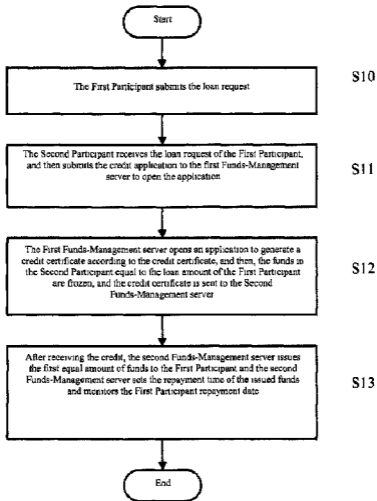 Start
The First Participant submits the loan request
S10
The Second Participant receives the loan request of the First Participant,
and then submits the credit application to the first Funds-Management
server to open the application
S11
The First Funds-Management server opens an application to generate a
credit certificate according to the credit certificate, and then, the funds in
the Second Participant equal to the loan amount of the First Participant
are frozen, and the credit certificate is sent to the Second
Funds-Management server
S12
After receiving the credit, the second Funds-Management server issues
the first equal amount of funds to the First Participant and the second
Funds-Management server sets the repayment time of the issued funds
and monitors the First Participant repayment date
S13
End